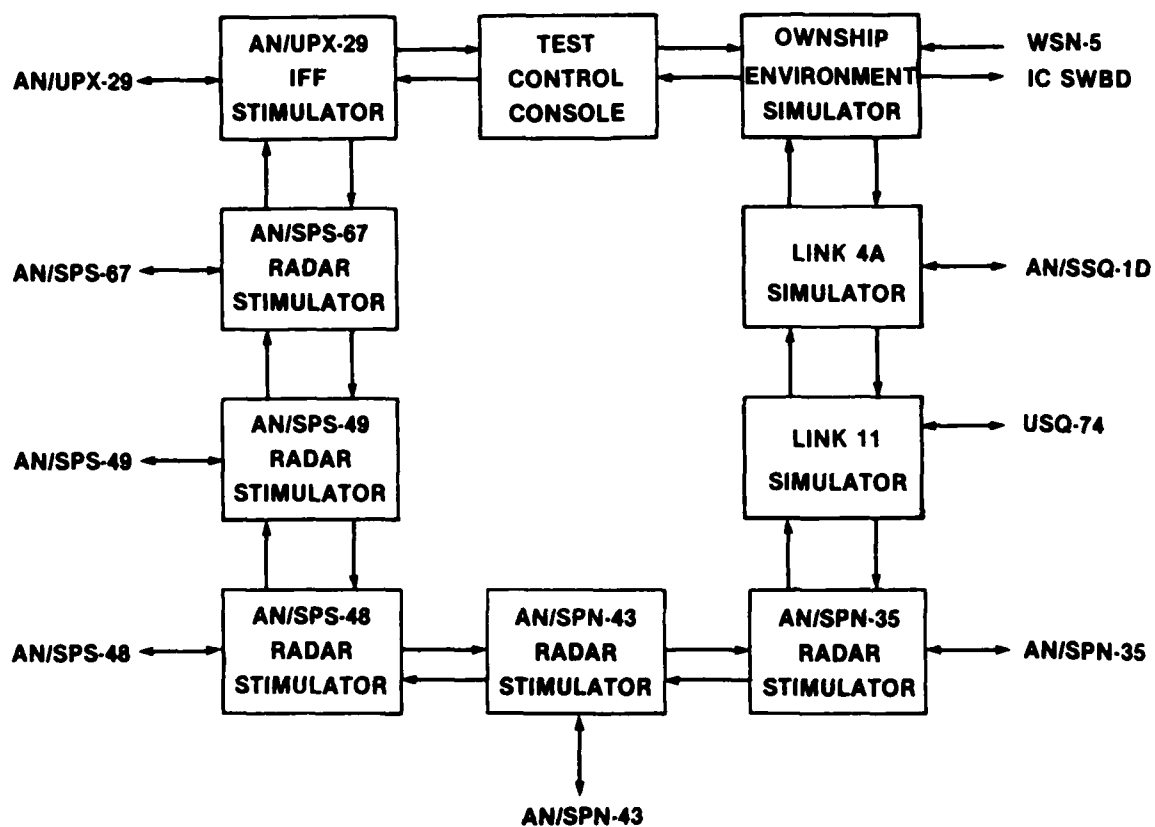 AN/UPX-29
AN/UPX-29
IFF
STIMULATOR
TEST
CONTROL
CONSOLE
OWNSHIP
ENVIRONMENT
SIMULATOR
WSN-5
IC SWBD
AN/SPS-67
AN/SPS-67
RADAR
STIMULATOR
LINK 4A
SIMULATOR
AN/SSQ-1D
AN/SPS-49
AN/SPS-49
RADAR
STIMULATOR
LINK 11
SIMULATOR
USQ-74
AN/SPS-48
AN/SPS-48
RADAR
STIMULATOR
AN/SPN-43
RADAR
STIMULATOR
AN/SPN-35
RADAR
STIMULATOR
AN/SPN-35
AN/SPN-43